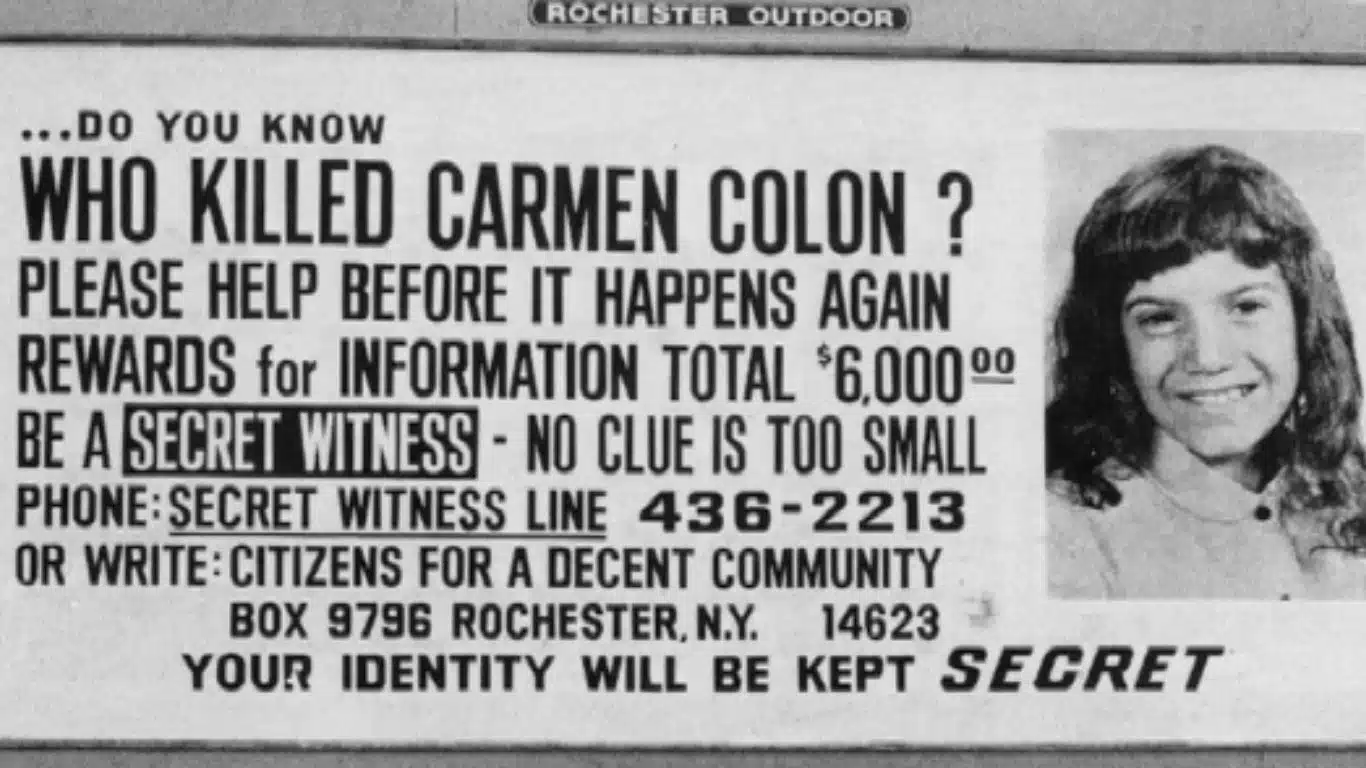 ROCHESTER OUTDOOR
...DO YOU KNOW
WHO KILLED CARMEN COLON ?
PLEASE HELP BEFORE IT HAPPENS AGAIN
REWARDS for INFORMATION TOTAL $6,000 00
BE A SECRET WITNESS - NO CLUE IS TOO SMALL
PHONE: SECRET WITNESS LINE 436-2213
OR WRITE: CITIZENS FOR A DECENT COMMUNITY
BOX 9796 ROCHESTER, N.Y. 14623
YOUR IDENTITY WILL BE KEPT SECRET